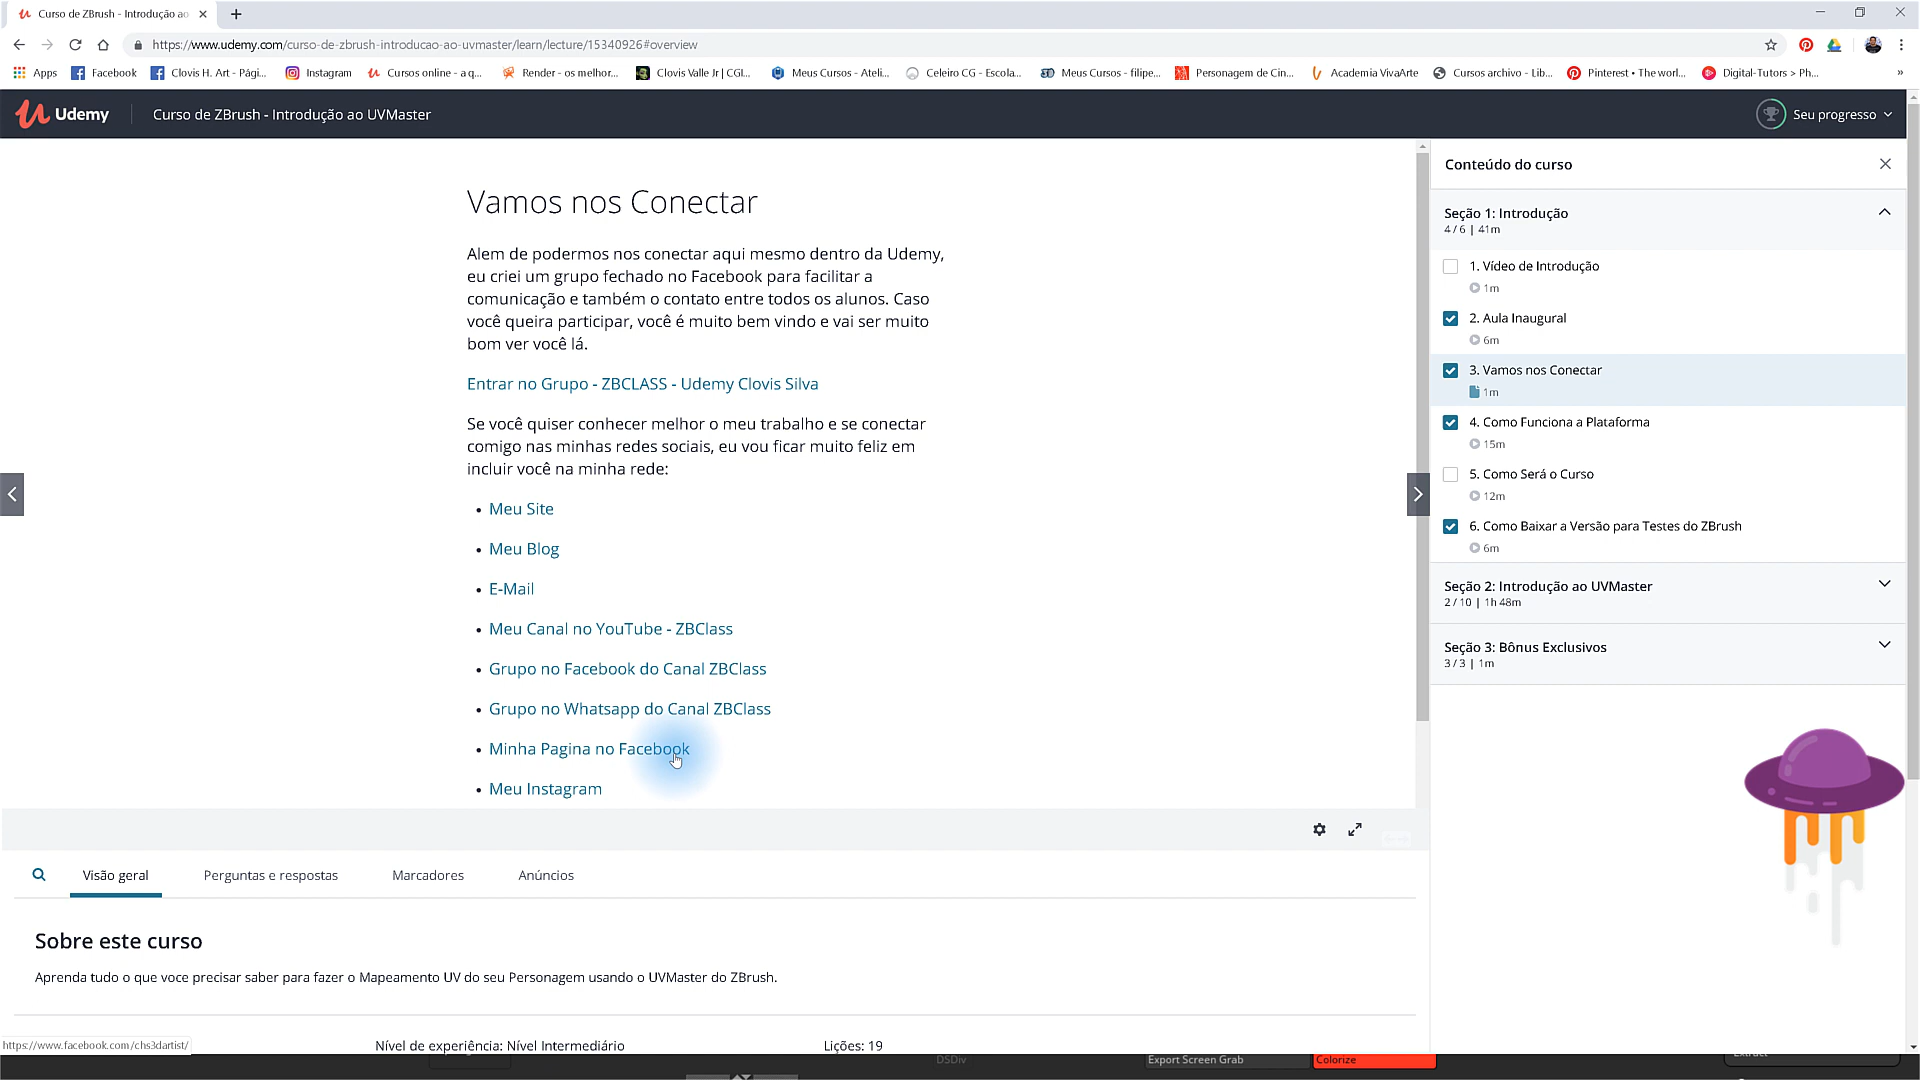 Curso de ZBrush - Introdução ao
https://www.udemy.com/curso-de-zbrush-introducao-ao-uvmaster/learn/lecture/15340926#overview
Apps Facebook Clovis H. Art - Pági... Instagram Cursos online - a q... Render - os melhor... Clovis Valle Jr | CGI... Meus Cursos - Ateli... Celeiro CG - Escola... Meus Cursos - filipe... Personagem de Cin... Academia VivaArte Cursos archivo - Lib... Pinterest • The worl... Digital-Tutors > Ph... »
Udemy Curso de ZBrush - Introdução ao UVMaster Seu progresso
Vamos nos Conectar
Alem de podermos nos conectar aqui mesmo dentro da Udemy,
eu criei um grupo fechado no Facebook para facilitar a
comunicação e também o contato entre todos os alunos. Caso
você queira participar, você é muito bem vindo e vai ser muito
bom ver você lá.
Entrar no Grupo - ZBCLASS - Udemy Clovis Silva
Se você quiser conhecer melhor o meu trabalho e se conectar
comigo nas minhas redes sociais, eu vou ficar muito feliz em
incluir você na minha rede:
• Meu Site
• Meu Blog
• E-Mail
• Meu Canal no YouTube - ZBClass
• Grupo no Facebook do Canal ZBClass
• Grupo no Whatsapp do Canal ZBClass
• Minha Pagina no Facebook
• Meu Instagram
Conteúdo do curso
Seção 1: Introdução
4 / 6 | 41m
1. Vídeo de Introdução
1m
2. Aula Inaugural
6m
3. Vamos nos Conectar
1m
4. Como Funciona a Plataforma
15m
5. Como Será o Curso
12m
6. Como Baixar a Versão para Testes do ZBrush
6m
Seção 2: Introdução ao UVMaster
2 / 10 | 1h 48m
Seção 3: Bônus Exclusivos
3 / 3 | 1m
Visão geral Perguntas e respostas Marcadores Anúncios
Sobre este curso
Aprenda tudo o que voce precisar saber para fazer o Mapeamento UV do seu Personagem usando o UVMaster do ZBrush.
Nível de experiência: Nível Intermediário Lições: 19
https://www.facebook.com/chs3dartist/
DSDiv Export Screen Grab Colorize Extract